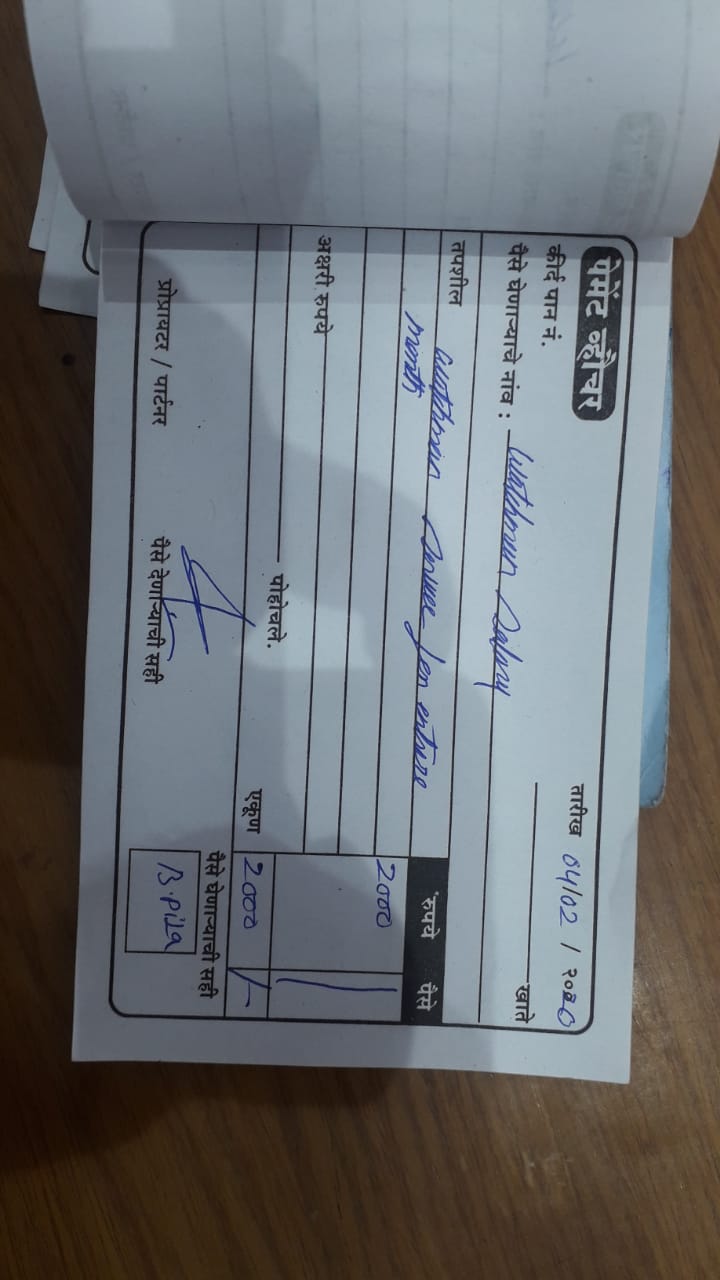 पेमेंट व्हौचर
कीर्द पान नं.
तारीख 04/02 / २०20
पैसे घेणाऱ्याचे नांव : Watchman Salary
खाते
तपशील
रुपये पैसे
Watchman Service for entire
month
2000
अक्षरी रुपये
पोहोचले.
एकूण 2000 /-
प्रोप्रायटर / पार्टनर
पैसे देणाऱ्याची सही
पैसे घेणाऱ्याची सही